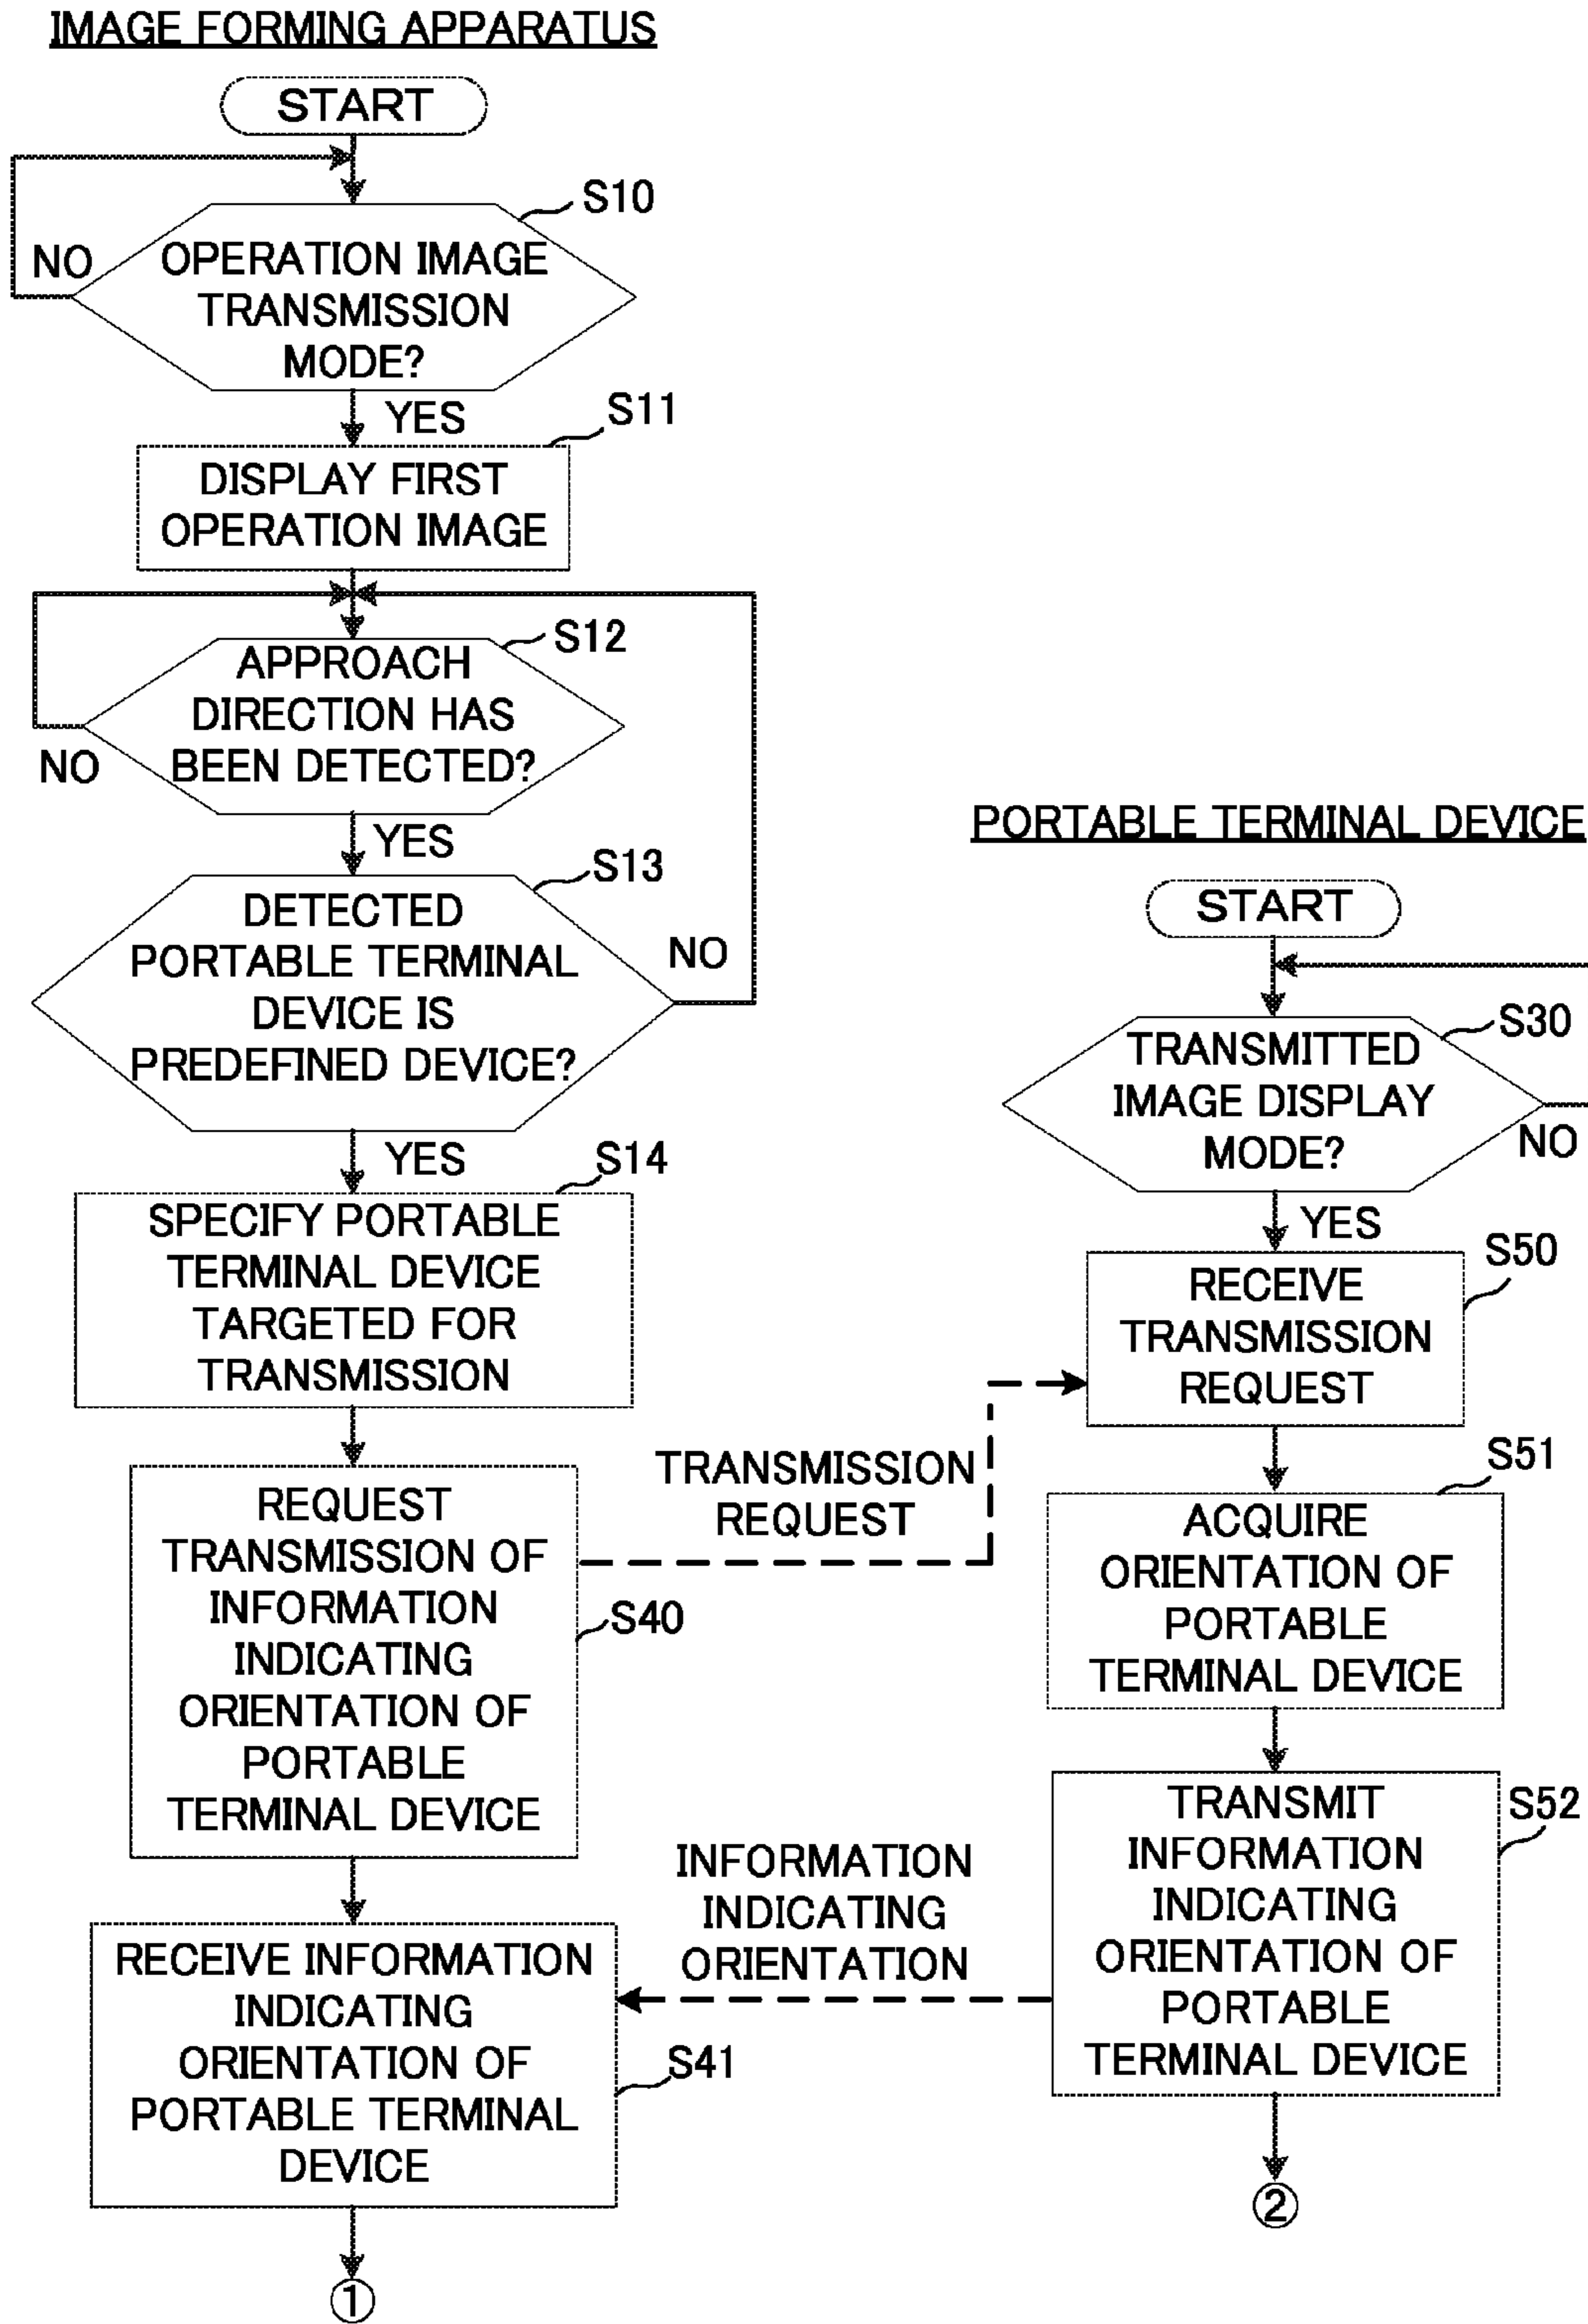 IMAGE FORMING APPARATUS
START
S10
NO
OPERATION IMAGE
TRANSMISSION
MODE?
YES
S11
DISPLAY FIRST
OPERATION IMAGE
S12
APPROACH
DIRECTION HAS
BEEN DETECTED?
NO
YES
S13
DETECTED
PORTABLE TERMINAL
DEVICE IS
PREDEFINED DEVICE?
NO
YES
S14
SPECIFY PORTABLE
TERMINAL DEVICE
TARGETED FOR
TRANSMISSION
REQUEST
TRANSMISSION OF
INFORMATION
INDICATING
ORIENTATION OF
PORTABLE
TERMINAL DEVICE
S40
TRANSMISSION
REQUEST
RECEIVE INFORMATION
INDICATING
ORIENTATION OF
PORTABLE TERMINAL
DEVICE
S41
INFORMATION
INDICATING
ORIENTATION
①
PORTABLE TERMINAL DEVICE
START
S30
TRANSMITTED
IMAGE DISPLAY
MODE?
NO
YES
S50
RECEIVE
TRANSMISSION
REQUEST
S51
ACQUIRE
ORIENTATION OF
PORTABLE
TERMINAL DEVICE
S52
TRANSMIT
INFORMATION
INDICATING
ORIENTATION OF
PORTABLE
TERMINAL DEVICE
②